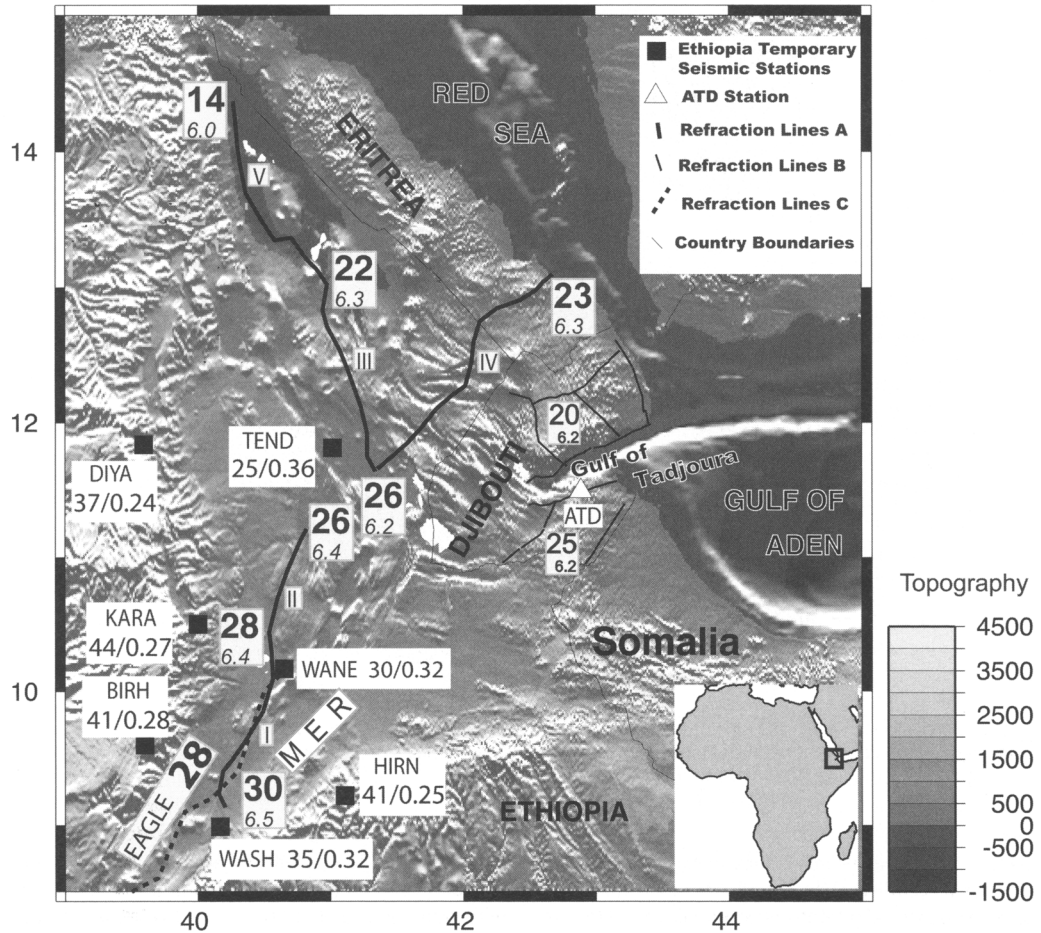 Ethiopia Temporary
Seismic Stations
ATD Station
Refraction Lines A
Refraction Lines B
Refraction Lines C
Country Boundaries
RED
SEA
ERITREA
14
6.0
V
14
22
6.3
23
6.3
III
IV
12
20
6.2
TEND
25/0.36
DIYA
37/0.24
26
6.2
DJIBOUTI
Gulf of
Tadjoura
ATD
GULF OF
ADEN
26
6.4
25
6.2
II
KARA
44/0.27
28
6.4
Somalia
WANE 30/0.32
10
BIRH
41/0.28
I
MER
EAGLE 28
30
6.5
HIRN
41/0.25
ETHIOPIA
WASH 35/0.32
40
42
44
Topography
4500
3500
2500
1500
500
0
-500
-1500